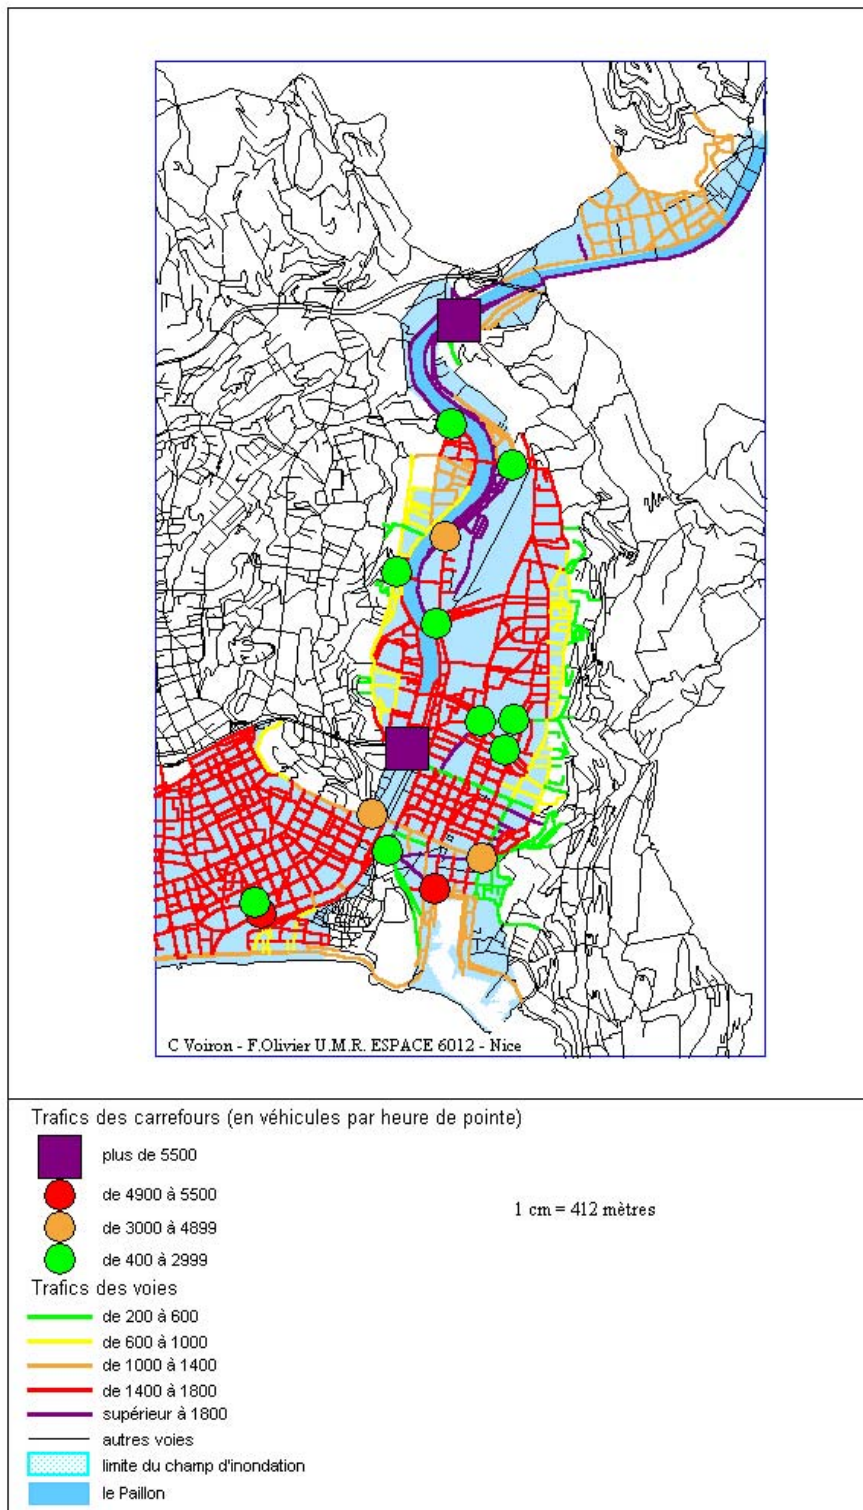 C Voiron - F.Olivier U.M.R. ESPACE 6012 - Nice
Trafics des carrefours (en véhicules par heure de pointe)
plus de 5500
de 4900 à 5500
1 cm = 412 mètres
de 3000 à 4899
de 400 à 2999
Trafics des voies
de 200 à 600
de 600 à 1000
de 1000 à 1400
de 1400 à 1800
supérieur à 1800
autres voies
limite du champ d'inondation
le Paillon